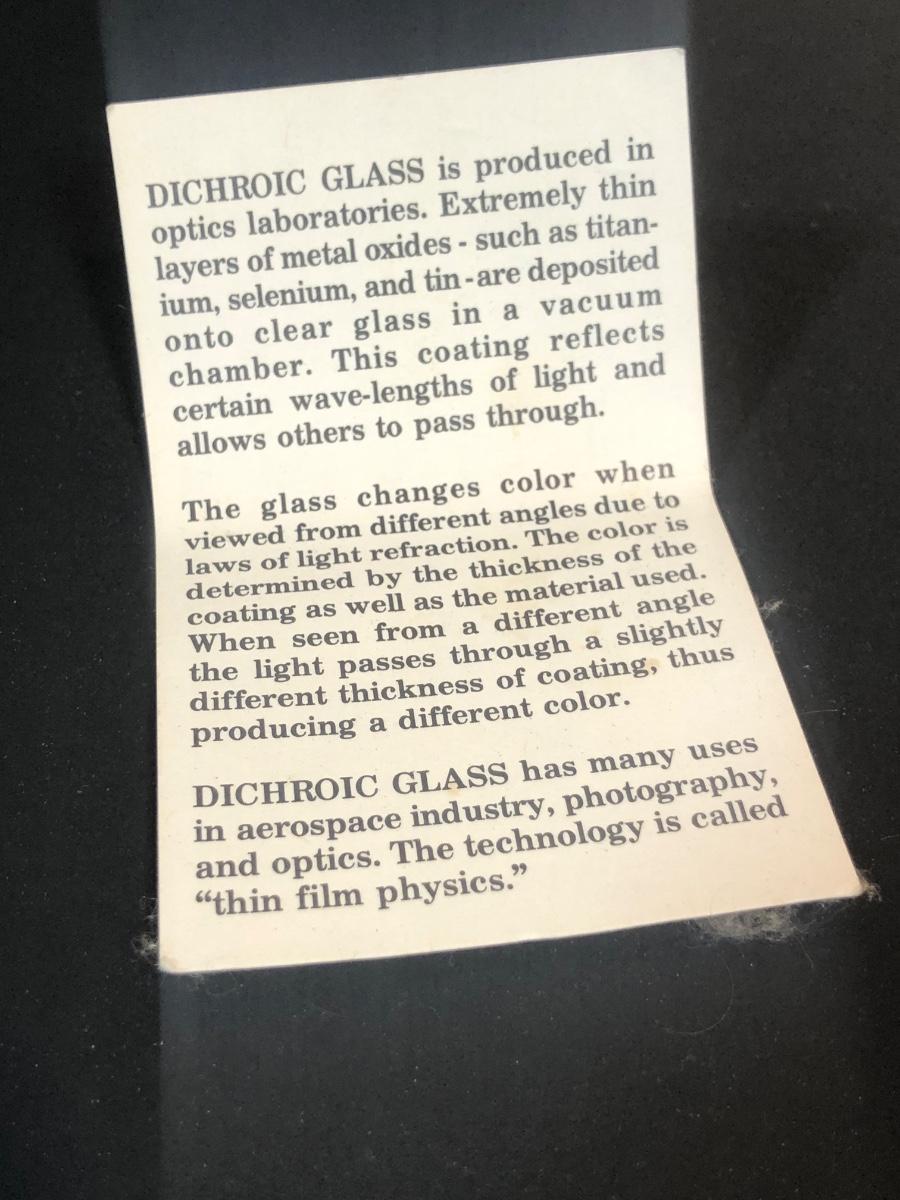 DICHROIC GLASS is produced in
optics laboratories. Extremely thin
layers of metal oxides - such as titan-
ium, selenium, and tin - are deposited
onto clear glass in a vacuum
chamber. This coating reflects
certain wave-lengths of light and
allows others to pass through.
The glass changes color when
viewed from different angles due to
laws of light refraction. The color is
determined by the thickness of the
coating as well as the material used.
When seen from a different angle
the light passes through a slightly
different thickness of coating, thus
producing a different color.
DICHROIC GLASS has many uses
in aerospace industry, photography,
and optics. The technology is called
“thin film physics.”